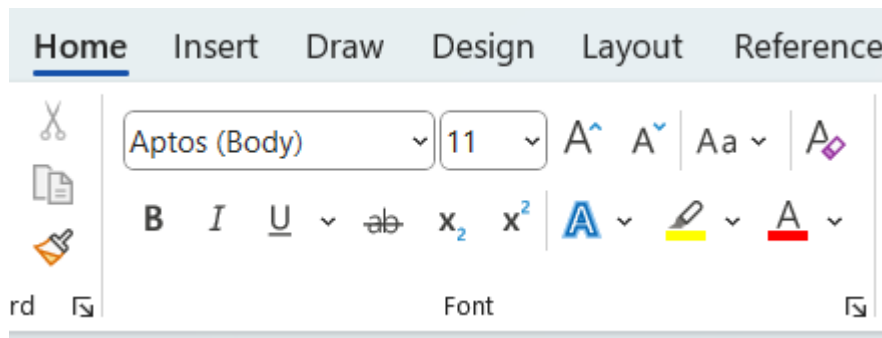 Home Insert Draw Design Layout Reference
Aptos (Body) 11 A A Aa A
B I U ab x₂ x² A A
rd Font